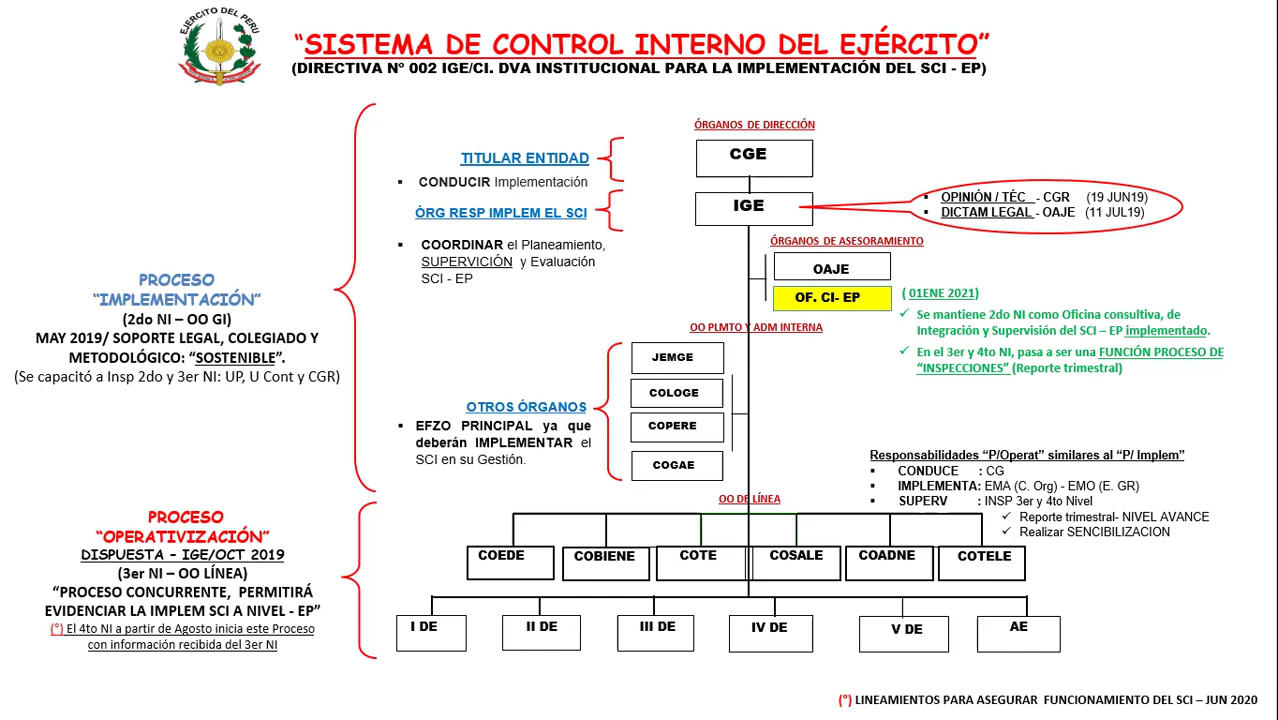 EJERCITO DEL PERU
“SISTEMA DE CONTROL INTERNO DEL EJÉRCITO”
(DIRECTIVA Nº 002 IGE/CI. DVA INSTITUCIONAL PARA LA IMPLEMENTACIÓN DEL SCI - EP)
ÓRGANOS DE DIRECCIÓN
TITULAR ENTIDAD
CGE
▪ CONDUCIR Implementación
ÓRG RESP IMPLEM EL SCI
IGE
▪ OPINIÓN / TÉC - CGR (19 JUN19)
▪ DICTAM LEGAL - OAJE (11 JUL19)
▪ COORDINAR el Planeamiento,
SUPERVICIÓN y Evaluación
SCI - EP
ÓRGANOS DE ASESORAMIENTO
OAJE
OF. CI- EP
( 01ENE 2021)
✓ Se mantiene 2do NI como Oficina consultiva, de
Integración y Supervisión del SCI – EP implementado.
✓ En el 3er y 4to NI, pasa a ser una FUNCIÓN PROCESO DE
“INSPECCIONES” (Reporte trimestral)
PROCESO
“IMPLEMENTACIÓN”
(2do NI – OO GI)
MAY 2019/ SOPORTE LEGAL, COLEGIADO Y
METODOLÓGICO: “SOSTENIBLE”.
(Se capacitó a Insp 2do y 3er NI: UP, U Cont y CGR)
OO PLMTO Y ADM INTERNA
JEMGE
COLOGE
COPERE
COGAE
OTROS ÓRGANOS
▪ EFZO PRINCIPAL ya que
deberán IMPLEMENTAR el
SCI en su Gestión.
Responsabilidades “P/Operat” similares al “P/ Implem”
▪ CONDUCE : CG
▪ IMPLEMENTA: EMA (C. Org) - EMO (E. GR)
▪ SUPERV : INSP 3er y 4to Nivel
✓ Reporte trimestral- NIVEL AVANCE
✓ Realizar SENCIBILIZACION
OO DE LÍNEA
PROCESO
“OPERATIVIZACIÓN”
DISPUESTA – IGE/OCT 2019
(3er NI – OO LÍNEA)
“PROCESO CONCURRENTE, PERMITIRÁ
EVIDENCIAR LA IMPLEM SCI A NIVEL - EP”
(°) El 4to NI a partir de Agosto inicia este Proceso
con información recibida del 3er NI
COEDE COBIENE COTE COSALE COADNE COTELE
I DE II DE III DE IV DE V DE AE
(°) LINEAMIENTOS PARA ASEGURAR FUNCIONAMIENTO DEL SCI – JUN 2020